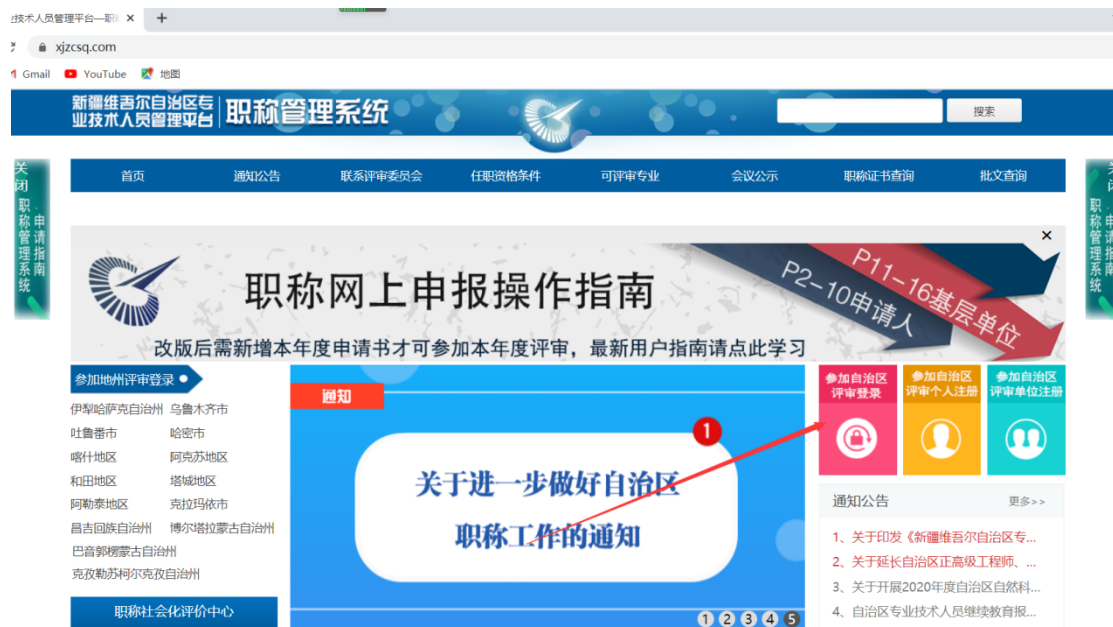 业技术人员管理平台—职
xjzcsq.com
Gmail YouTube 地图
新疆维吾尔自治区专
业技术人员管理平台
职称管理系统
搜索
首页 通知公告 联系评审委员会 任职资格条件 可评审专业 会议公示 职称证书查询 批文查询
关闭
职称管理系统
申请指南
×
职称网上申报操作指南
P2-10申请人
P11-16基层单位
改版后需新增本年度申请书才可参加本年度评审，最新用户指南请点此学习
参加地州评审登录
伊犁哈萨克自治州 乌鲁木齐市
吐鲁番市 哈密市
喀什地区 阿克苏地区
和田地区 塔城地区
阿勒泰地区 克拉玛依市
昌吉回族自治州 博尔塔拉蒙古自治州
巴音郭楞蒙古自治州
克孜勒苏柯尔克孜自治州
职称社会化评价中心
通知
1
关于进一步做好自治区
职称工作的通知
1 2 3 4 5
参加自治区
评审登录
参加自治区
评审个人注册
参加自治区
评审单位注册
通知公告 更多>>
1、关于印发《新疆维吾尔自治区专...
2、关于延长自治区正高级工程师、...
3、关于开展2020年度自治区自然科...
4、自治区专业技术人员继续教育报...
关闭
职称管理系统
申请指南